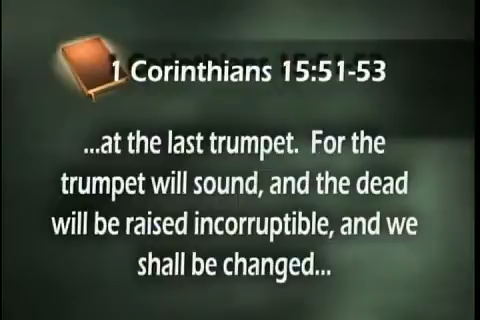 1 Corinthians 15:51-53
...at the last trumpet. For the
trumpet will sound, and the dead
will be raised incorruptible, and we
shall be changed...